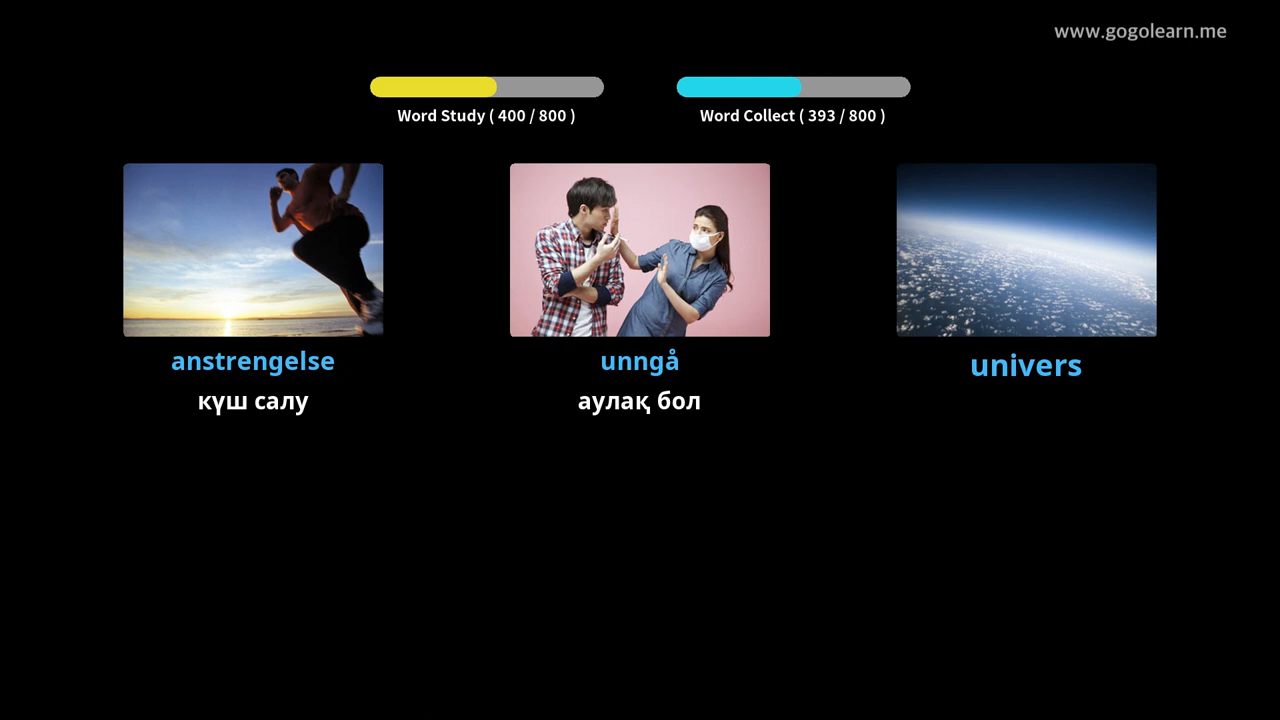 www.gogolearn.me
Word Study ( 400 / 800 )
Word Collect ( 393 / 800 )
anstrengelse
unngå
univers
күш салу
аулақ бол